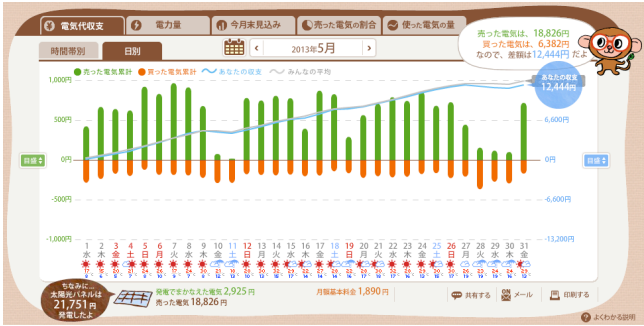 電気代収支
電力量
今月末見込み
売った電気の割合
使った電気の量
時間帯別
日別
2013年5月
売った電気は、18,826円
買った電気は、6,382円
なので、差額は12,444円 だよ
売った電気累計
買った電気累計
あなたの収支
みんなの平均
あなたの収支
12,444円
1,000円
500円
0円
-500円
-1,000円
6,600円
0円
-6,600円
-13,200円
目盛
目盛
1 2 3 4 5 6 7 8 9 10 11 12 13 14 15 16 17 18 19 20 21 22 23 24 25 26 27 28 29 30 31
水 木 金 土 日 月 火 水 木 金 土 日 月 火 水 木 金 土 日 月 火 水 木 金 土 日 月 火 水 木 金
ちなみに…
太陽光パネルは
21,751円
発電したよ
発電でまかなえた電気 2,925 円
売った電気 18,826 円
月額基本料金 1,890 円
共有する
メール
印刷する
よくわかる説明